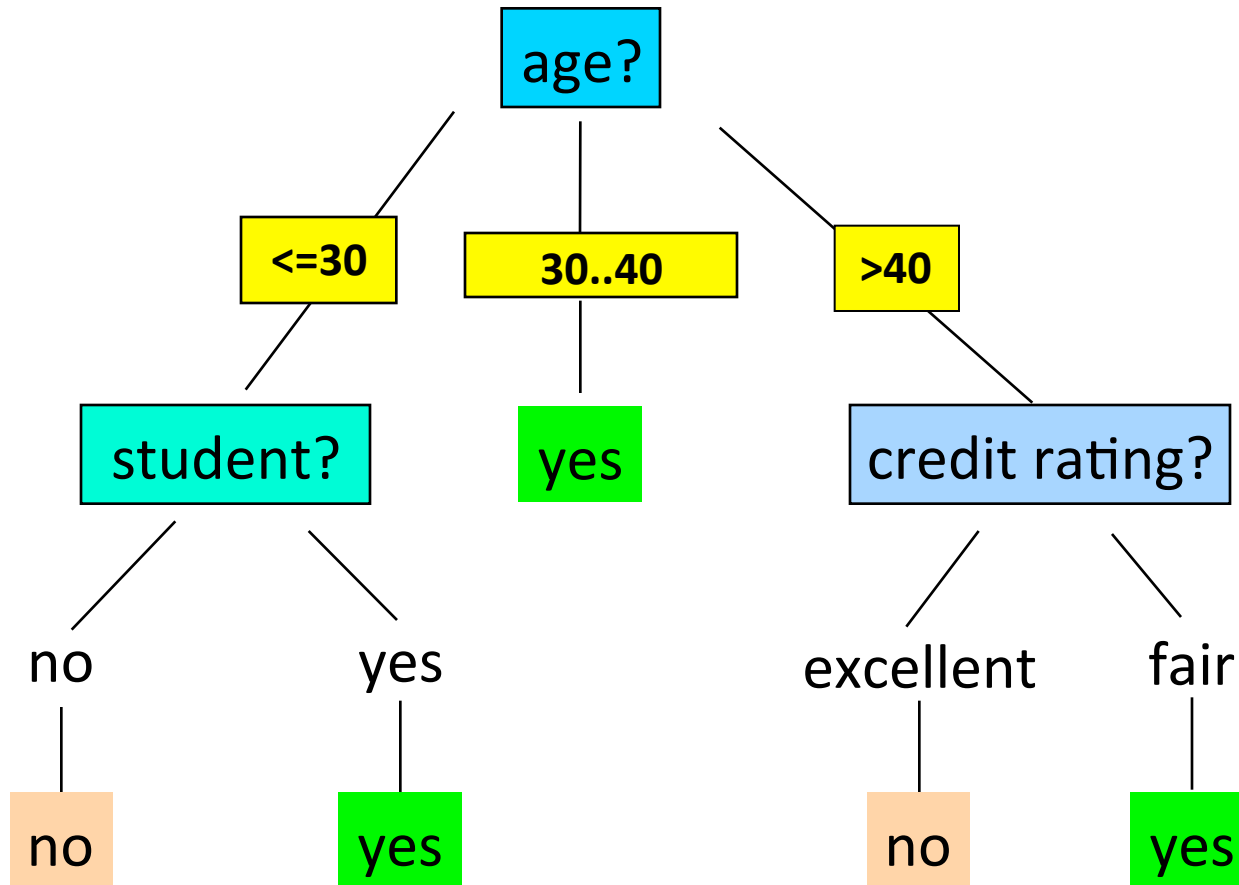 age?
<=30
30..40
>40
student?
yes
credit rating?
no
yes
excellent
fair
no
yes
no
yes